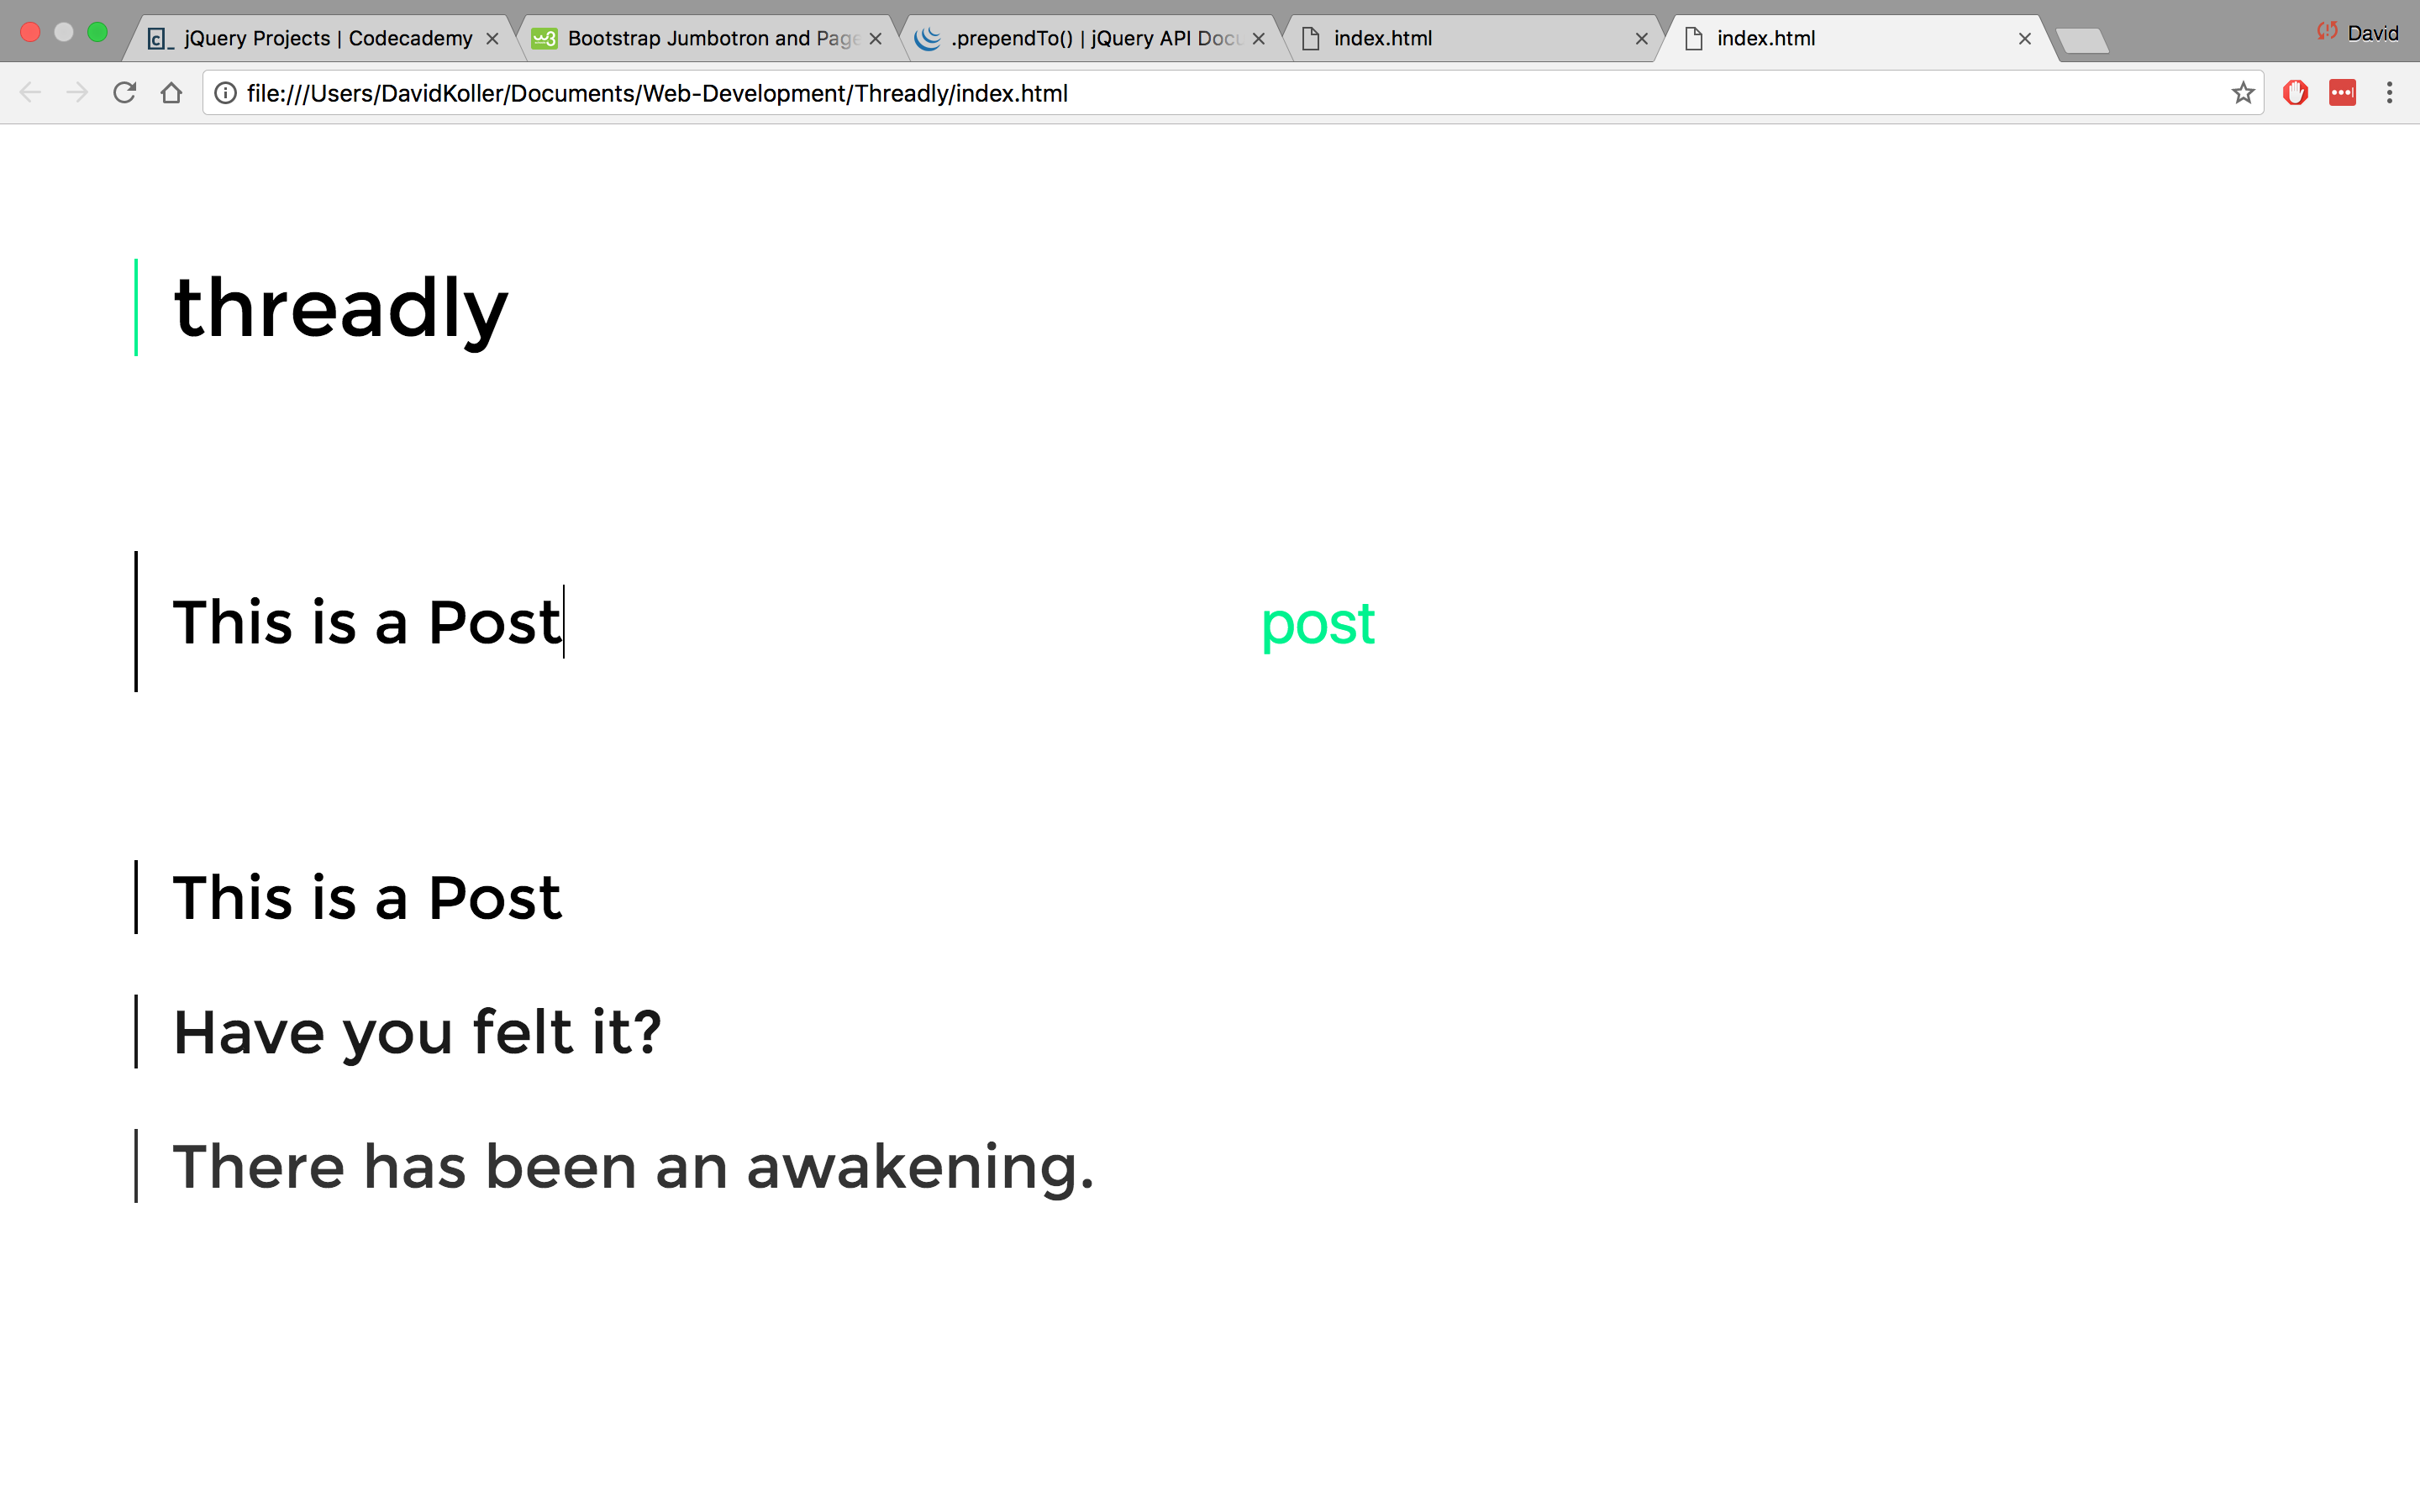 jQuery Projects | Codecademy
Bootstrap Jumbotron and Page
.prependTo() | jQuery API Docu
index.html
index.html
David
file:///Users/DavidKoller/Documents/Web-Development/Threadly/index.html
threadly
This is a Post post
This is a Post
Have you felt it?
There has been an awakening.